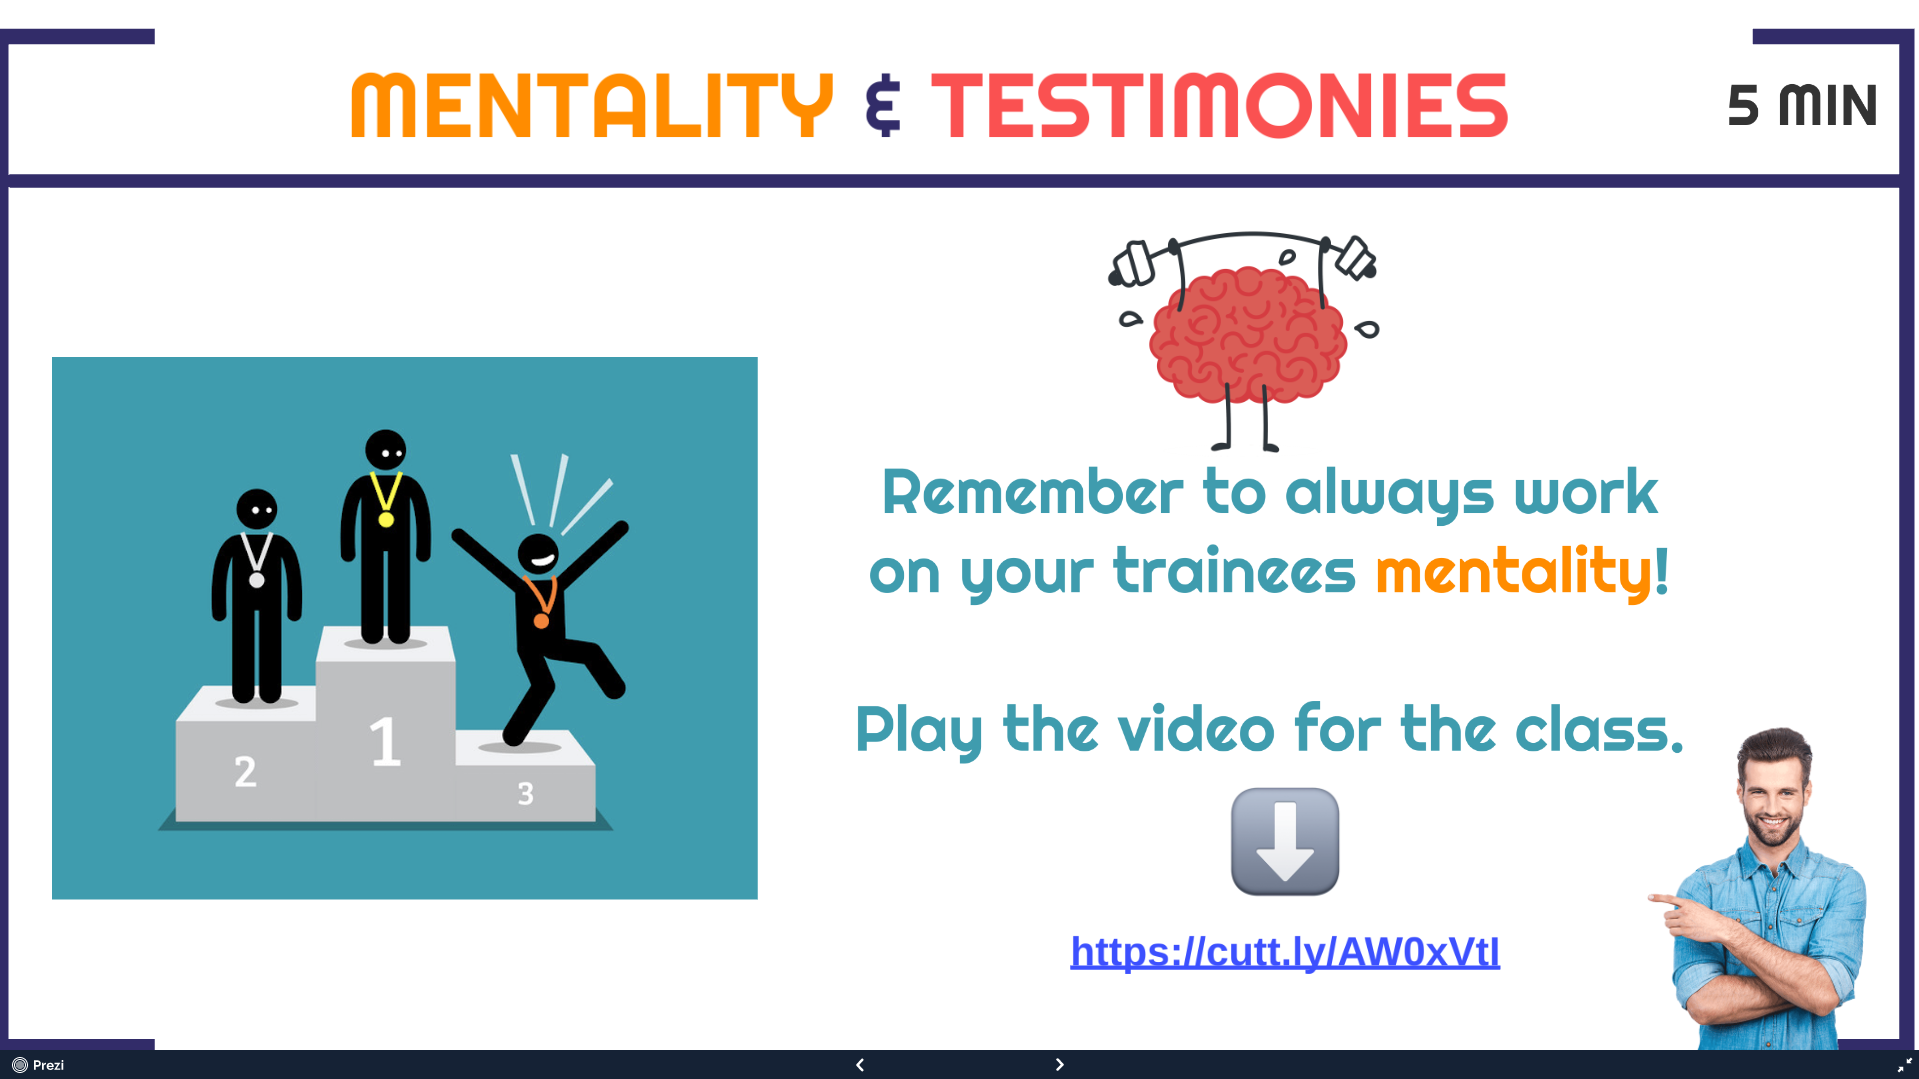 MENTALITY & TESTIMONIES
5 MIN
Remember to always work
on your trainees mentality!
Play the video for the class.
https://cutt.ly/AW0xVtI
2
1
3
Prezi